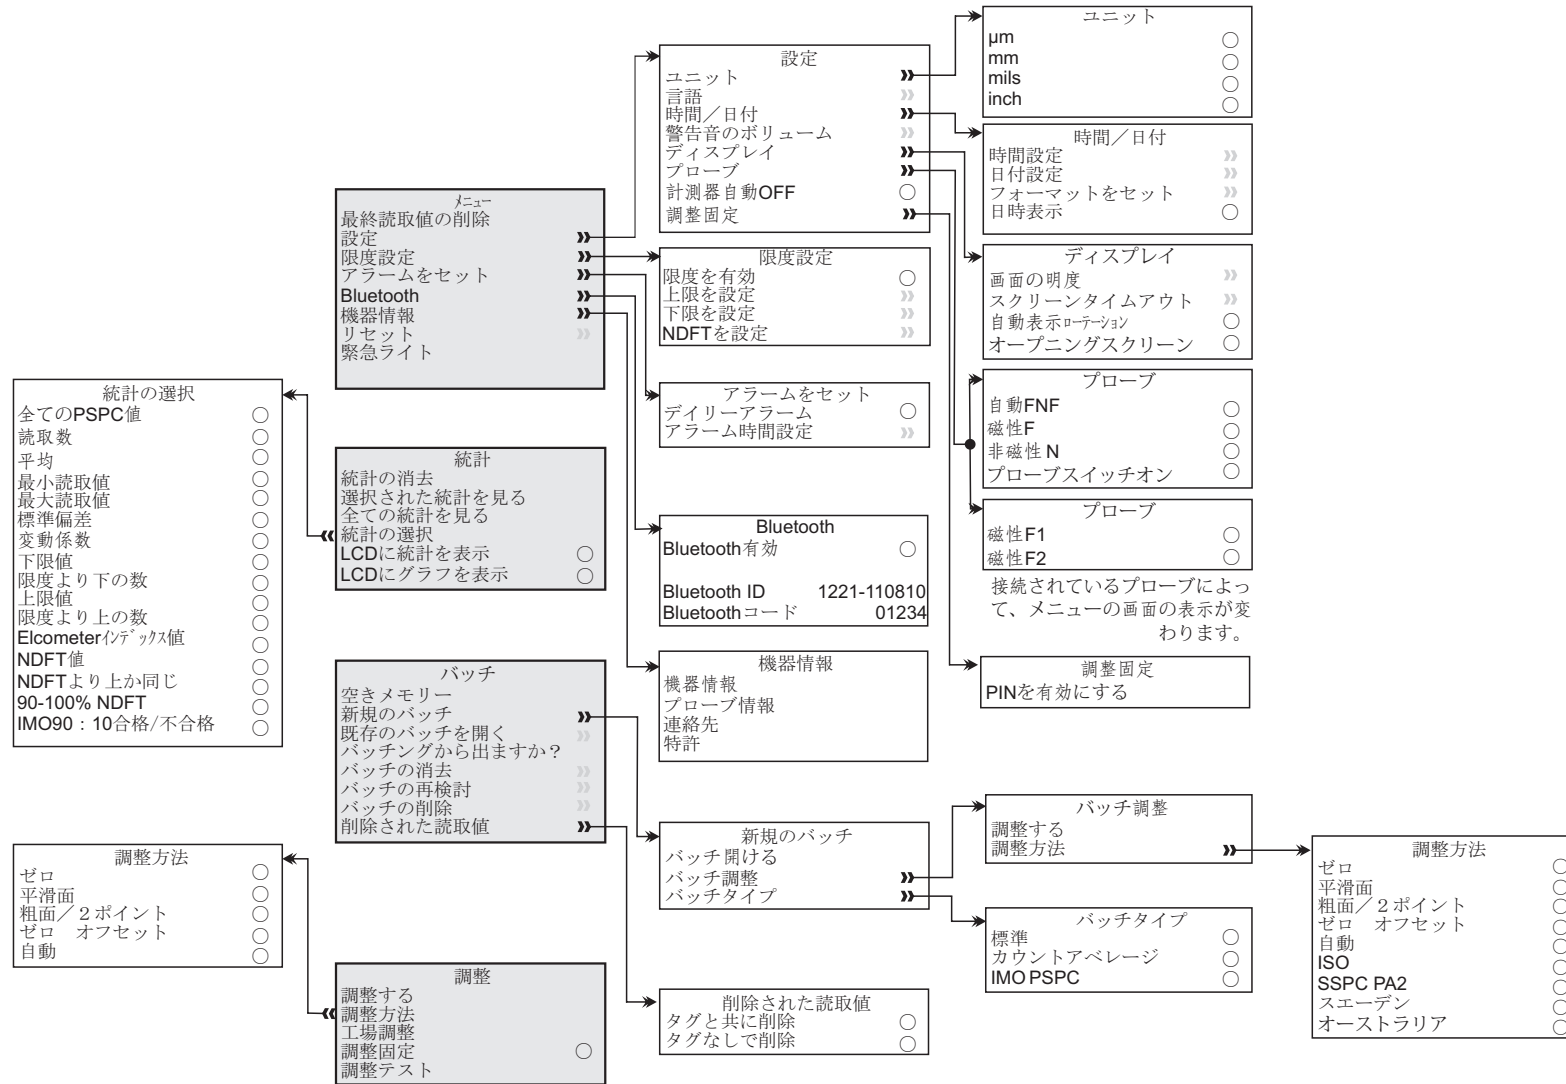 メニュー
最終読取値の削除
設定
限度設定
アラームをセット
Bluetooth
機器情報
リセット
緊急ライト
統計
統計の消去
選択された統計を見る
全ての統計を見る
統計の選択
LCDに統計を表示
LCDにグラフを表示
バッチ
空きメモリー
新規のバッチ
既存のバッチを開く
バッチングから出ますか？
バッチの消去
バッチの再検討
バッチの削除
削除された読取値
調整
調整する
調整方法
工場調整
調整固定
調整テスト
統計の選択
全てのPSPC値
読取数
平均
最小読取値
最大読取値
標準偏差
変動係数
下限値
限度より下の数
上限値
限度より上の数
Elcometerインデックス値
NDFT値
NDFTより上か同じ
90-100% NDFT
IMO90：10合格/不合格
調整方法
ゼロ
平滑面
粗面／２ポイント
ゼロ　オフセット
自動
設定
ユニット
言語
時間／日付
警告音のボリューム
ディスプレイ
プローブ
計測器自動OFF
調整固定
限度設定
限度を有効
上限を設定
下限を設定
NDFTを設定
アラームをセット
デイリーアラーム
アラーム時間設定
Bluetooth
Bluetooth有効
Bluetooth ID 1221-110810
Bluetoothコード 01234
機器情報
機器情報
プローブ情報
連絡先
特許
新規のバッチ
バッチ開ける
バッチ調整
バッチタイプ
削除された読取値
タグと共に削除
タグなしで削除
ユニット
µm
mm
mils
inch
時間／日付
時間設定
日付設定
フォーマットをセット
日時表示
ディスプレイ
画面の明度
スクリーンタイムアウト
自動表示ローテーション
オープニングスクリーン
プローブ
自動FNF
磁性F
非磁性 N
プローブスイッチオン
プローブ
磁性F1
磁性F2
接続されているプローブによっ
て、メニューの画面の表示が変
わります。
調整固定
PINを有効にする
バッチ調整
調整する
調整方法
バッチタイプ
標準
カウントアベレージ
IMO PSPC
調整方法
ゼロ
平滑面
粗面／２ポイント
ゼロ　オフセット
自動
ISO
SSPC PA2
スエーデン
オーストラリア